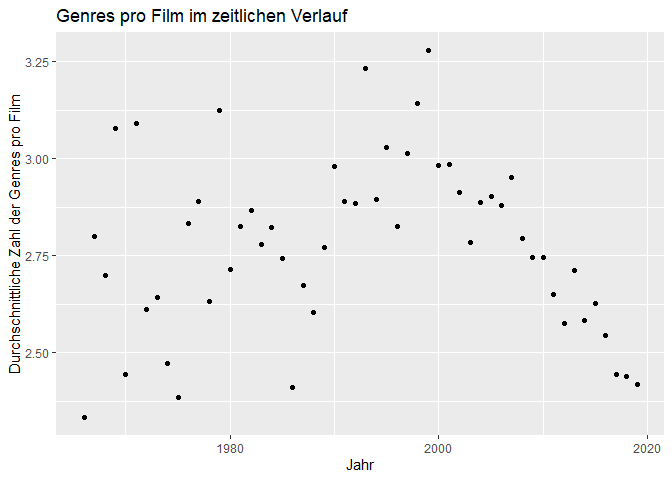 Genres pro Film im zeitlichen Verlauf
Durchschnittliche Zahl der Genres pro Film
3.25
3.00
2.75
2.50
1980
2000
2020
Jahr